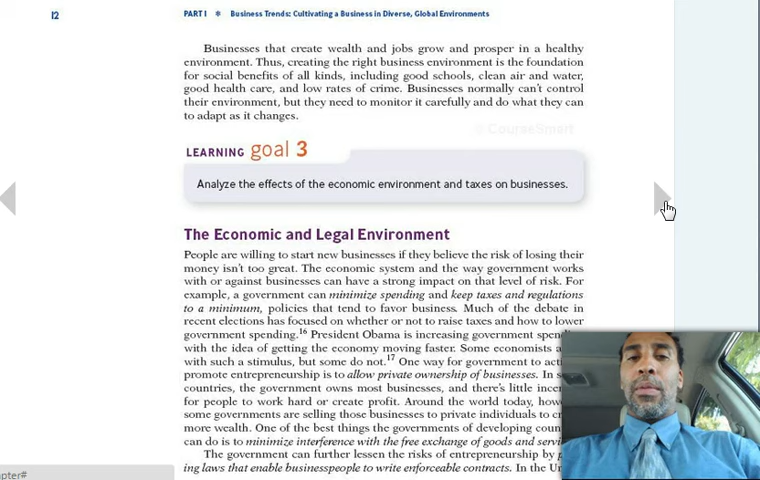 12
PART I * Business Trends: Cultivating a Business in Diverse, Global Environments
Businesses that create wealth and jobs grow and prosper in a healthy
environment. Thus, creating the right business environment is the foundation
for social benefits of all kinds, including good schools, clean air and water,
good health care, and low rates of crime. Businesses normally can't control
their environment, but they need to monitor it carefully and do what they can
to adapt as it changes.
© CourseSmart
LEARNING goal 3
Analyze the effects of the economic environment and taxes on businesses.
The Economic and Legal Environment
People are willing to start new businesses if they believe the risk of losing their
money isn't too great. The economic system and the way government works
with or against businesses can have a strong impact on that level of risk. For
example, a government can minimize spending and keep taxes and regulations
to a minimum, policies that tend to favor business. Much of the debate in
recent elections has focused on whether or not to raise taxes and how to lower
government spending.16 President Obama is increasing government
with the idea of getting the economy moving faster. Some economists
with such a stimulus, but some do not.17 One way for government to
promote entrepreneurship is to allow private ownership of businesses. In
countries, the government owns most businesses, and there's little
for people to work hard or create profit. Around the world today,
some governments are selling those businesses to private individuals to
more wealth. One of the best things the governments of developing
can do is to minimize interference with the free exchange of goods and
The government can further lessen the risks of entrepreneurship by
ing laws that enable businesspeople to write enforceable contracts. In the
apter#